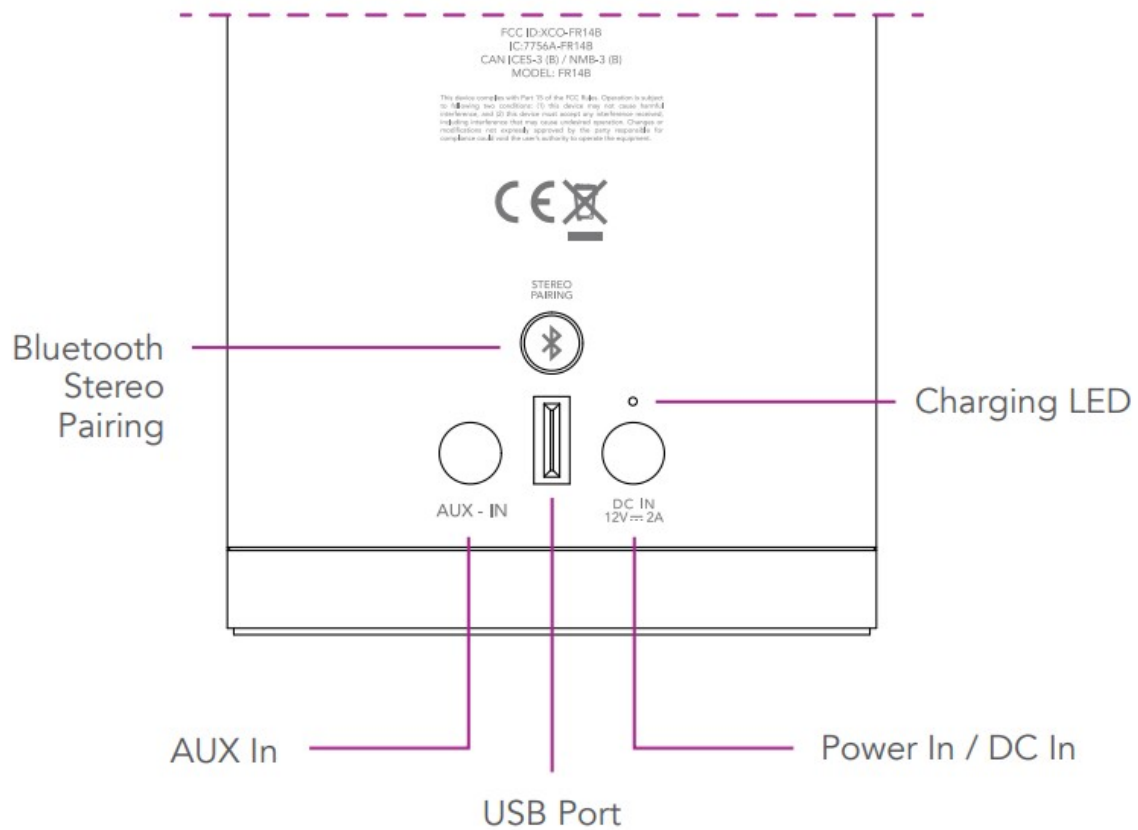 FCC ID:XCO-FR14B
IC:7756A-FR14B
CAN ICES-3 (B) / NMB-3 (B)
MODEL: FR14B
This device complies with Part 15 of the FCC Rules. Operation is subject
to following two conditions: (1) this device may not cause harmful
interference, and (2) this device must accept any interference received,
including interference that may cause undesired operation. Changes or
modifications not expressly approved by the party responsible for
compliance could void the user's authority to operate the equipment.
CE
STEREO
PAIRING
Bluetooth
Stereo
Pairing
Charging LED
AUX - IN
DC IN
12V⎓2A
AUX In
Power In / DC In
USB Port